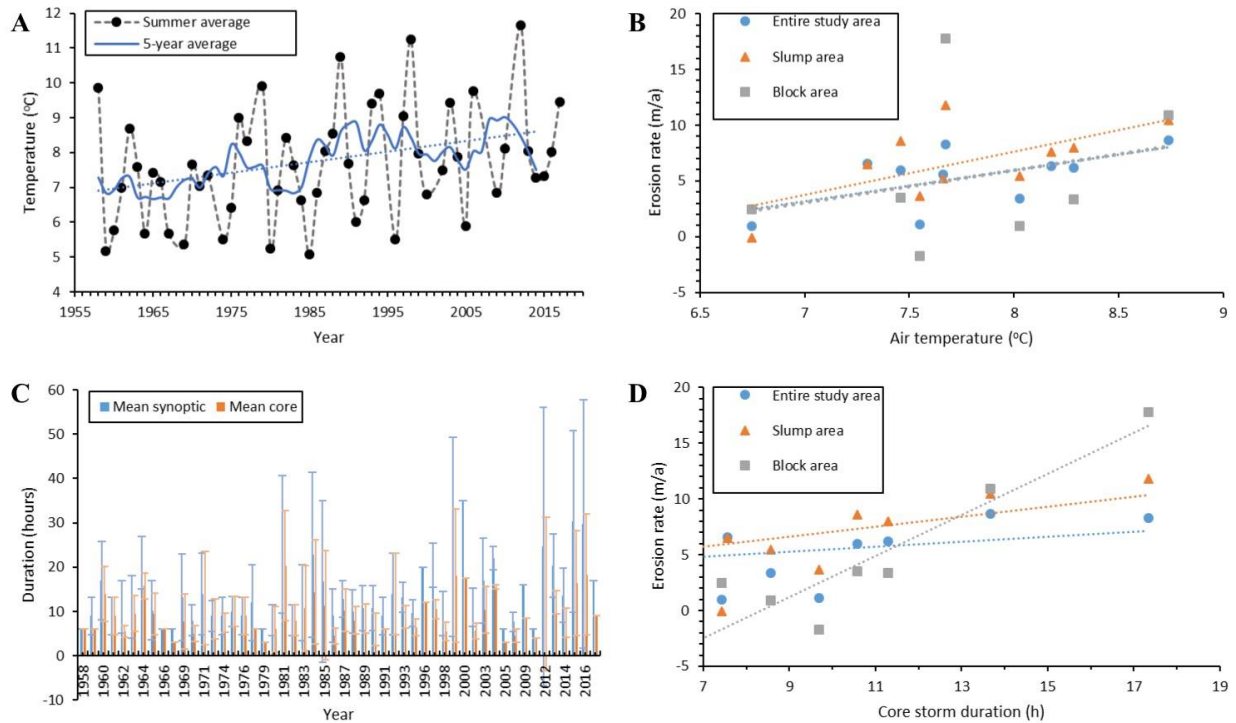 A
Summer average
5-year average
12
11
10
9
8
7
6
5
4
Temperature (°C)
1955 1965 1975 1985 1995 2005 2015
Year
B
Entire study area
Slump area
Block area
20
15
10
5
0
-5
Erosion rate (m/a)
6.5 7 7.5 8 8.5 9
Air temperature (°C)
C
Mean synoptic Mean core
60
50
40
30
20
10
0
-10
Duration (hours)
1958 1960 1962 1964 1966 1969 1971 1974 1976 1979 1981 1983 1985 1987 1989 1991 1993 1996 1998 2000 2003 2005 2009 2012 2014 2016
Year
D
Entire study area
Slump area
Block area
20
15
10
5
0
-5
Erosion rate (m/a)
7 9 11 13 15 17 19
Core storm duration (h)